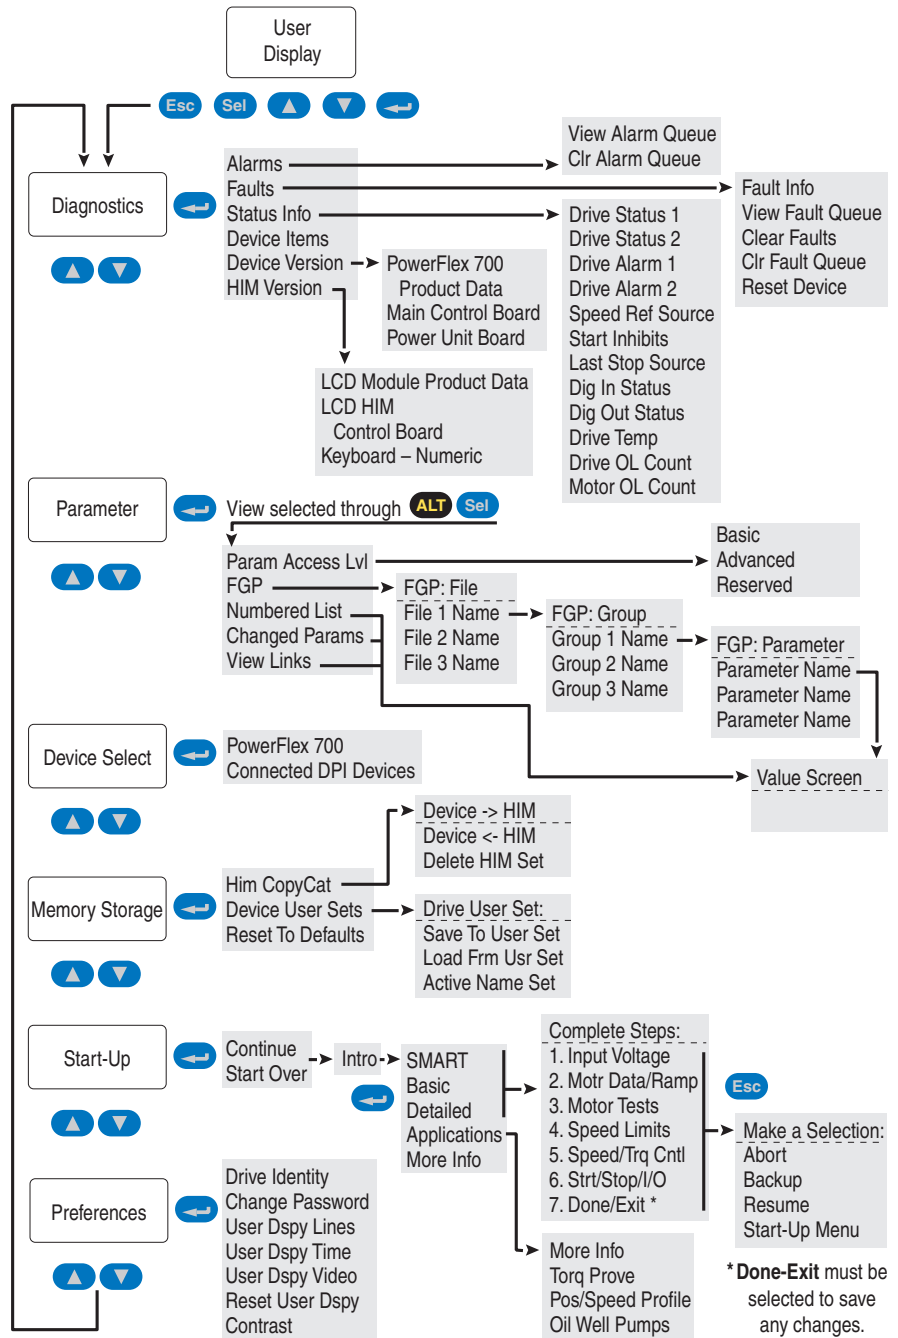 User
Display
Esc
Sel
Diagnostics
Alarms
Faults
Status Info
Device Items
Device Version
HIM Version
View Alarm Queue
Clr Alarm Queue
Fault Info
View Fault Queue
Clear Faults
Clr Fault Queue
Reset Device
Drive Status 1
Drive Status 2
Drive Alarm 1
Drive Alarm 2
Speed Ref Source
Start Inhibits
Last Stop Source
Dig In Status
Dig Out Status
Drive Temp
Drive OL Count
Motor OL Count
PowerFlex 700
Product Data
Main Control Board
Power Unit Board
LCD Module Product Data
LCD HIM
Control Board
Keyboard – Numeric
Parameter
View selected through
ALT
Sel
Param Access Lvl
FGP
Numbered List
Changed Params
View Links
Basic
Advanced
Reserved
FGP: File
File 1 Name
File 2 Name
File 3 Name
FGP: Group
Group 1 Name
Group 2 Name
Group 3 Name
FGP: Parameter
Parameter Name
Parameter Name
Parameter Name
Value Screen
Device Select
PowerFlex 700
Connected DPI Devices
Memory Storage
Him CopyCat
Device User Sets
Reset To Defaults
Device -> HIM
Device <- HIM
Delete HIM Set
Drive User Set:
Save To User Set
Load Frm Usr Set
Active Name Set
Start-Up
Continue
Start Over
Intro
SMART
Basic
Detailed
Applications
More Info
Complete Steps:
1. Input Voltage
2. Motr Data/Ramp
3. Motor Tests
4. Speed Limits
5. Speed/Trq Cntl
6. Strt/Stop/I/O
7. Done/Exit *
Esc
Make a Selection:
Abort
Backup
Resume
Start-Up Menu
More Info
Torq Prove
Pos/Speed Profile
Oil Well Pumps
* Done-Exit must be
selected to save
any changes.
Preferences
Drive Identity
Change Password
User Dspy Lines
User Dspy Time
User Dspy Video
Reset User Dspy
Contrast